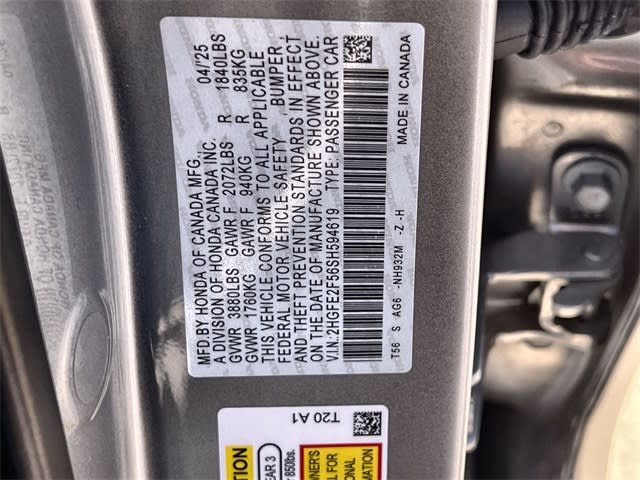 MFD.BY HONDA OF CANADA MFG. 04/'25
A DIVISION OF HONDA CANADA INC.
GVWR 3880LBS GAWR F 2072LBS R 1840LBS
GVWR 1760KG GAWR F 940KG R 835KG
THIS VEHICLE CONFORMS TO ALL APPLICABLE
FEDERAL MOTOR VEHICLE SAFETY , BUMPER ,
AND THEFT PREVENTION STANDARDS IN EFFECT
ON THE DATE OF MANUFACTURE SHOWN ABOVE.
V.I.N.:2HGFE2F56SH594619 TYPE: PASSENGER CAR
T56 S AG6 -NH932M -Z -H MADE IN CANADA
T20 A1